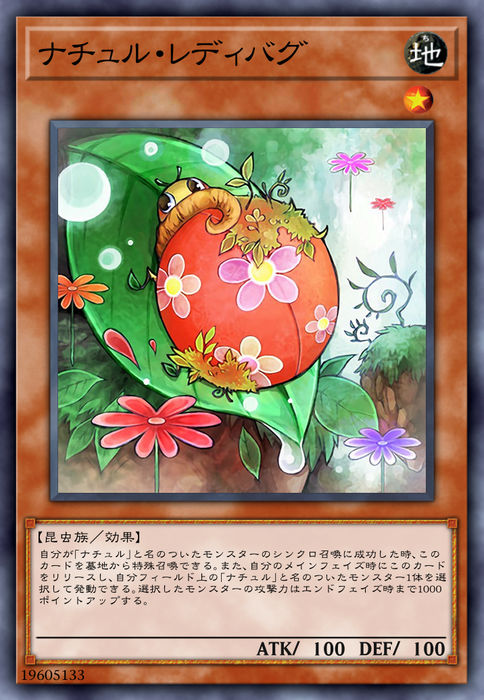 ナチュル・レディバグ
ち
地
【昆虫族／効果】
自分が「ナチュル」と名のついたモンスターのシンクロ召喚に成功した時、この
カードを墓地から特殊召喚できる。また、自分のメインフェイズ時にこのカード
をリリースし、自分フィールド上の「ナチュル」と名のついたモンスター1体を選
択して発動できる。選択したモンスターの攻撃力はエンドフェイズ時まで1000
ポイントアップする。
ATK/ 100 DEF/ 100
19605133